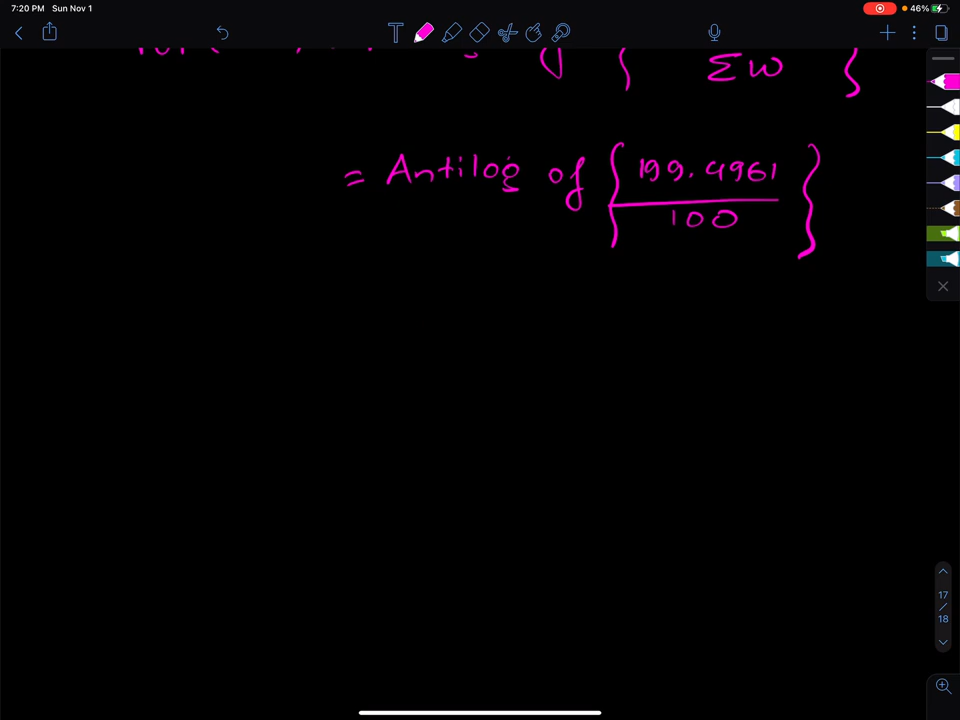 7:20 PM Sun Nov 1
46%
Σw
= Antilog of { 199.4961
100 }
17
/
18